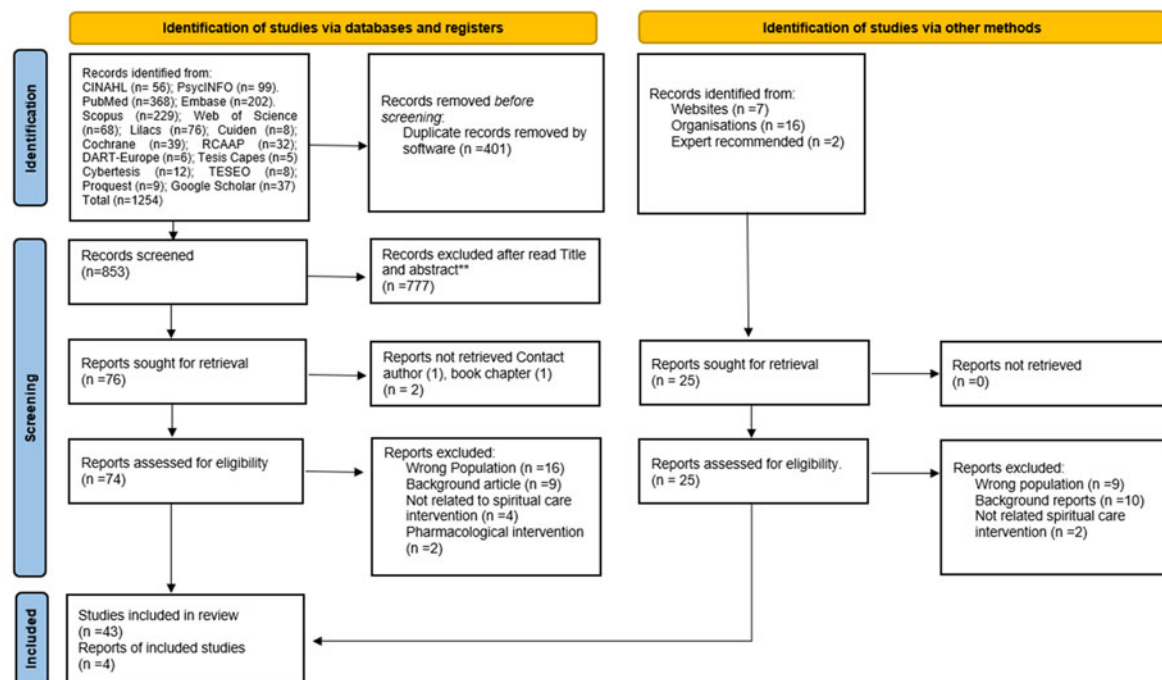 Identification of studies via databases and registers
Identification of studies via other methods
Identification
Records identified from:
CINAHL (n= 56); PsycINFO (n= 99).
PubMed (n=368); Embase (n=202).
Scopus (n=229); Web of Science
(n=68); Lilacs (n=76); Cuiden (n=8);
Cochrane (n=39); RCAAP (n=32);
DART-Europe (n=6); Tesis Capes (n=5)
Cybertesis (n=12); TESEO (n=8);
Proquest (n=9); Google Scholar (n=37)
Total (n=1254)
Records removed before
screening:
Duplicate records removed by
software (n =401)
Records identified from:
Websites (n =7)
Organisations (n =16)
Expert recommended (n =2)
Screening
Records screened
(n=853)
Records excluded after read Title
and abstract**
(n =777)
Reports sought for retrieval
(n =76)
Reports not retrieved Contact
author (1), book chapter (1)
(n = 2)
Reports sought for retrieval
(n = 25)
Reports not retrieved
(n =0)
Reports assessed for eligibility
(n =74)
Reports excluded:
Wrong Population (n =16)
Background article (n =9)
Not related to spiritual care
intervention (n =4)
Pharmacological intervention
(n =2)
Reports assessed for eligibility.
(n = 25)
Reports excluded:
Wrong population (n =9)
Background reports (n =10)
Not related spiritual care
intervention (n =2)
Included
Studies included in review
(n =43)
Reports of included studies
(n =4)